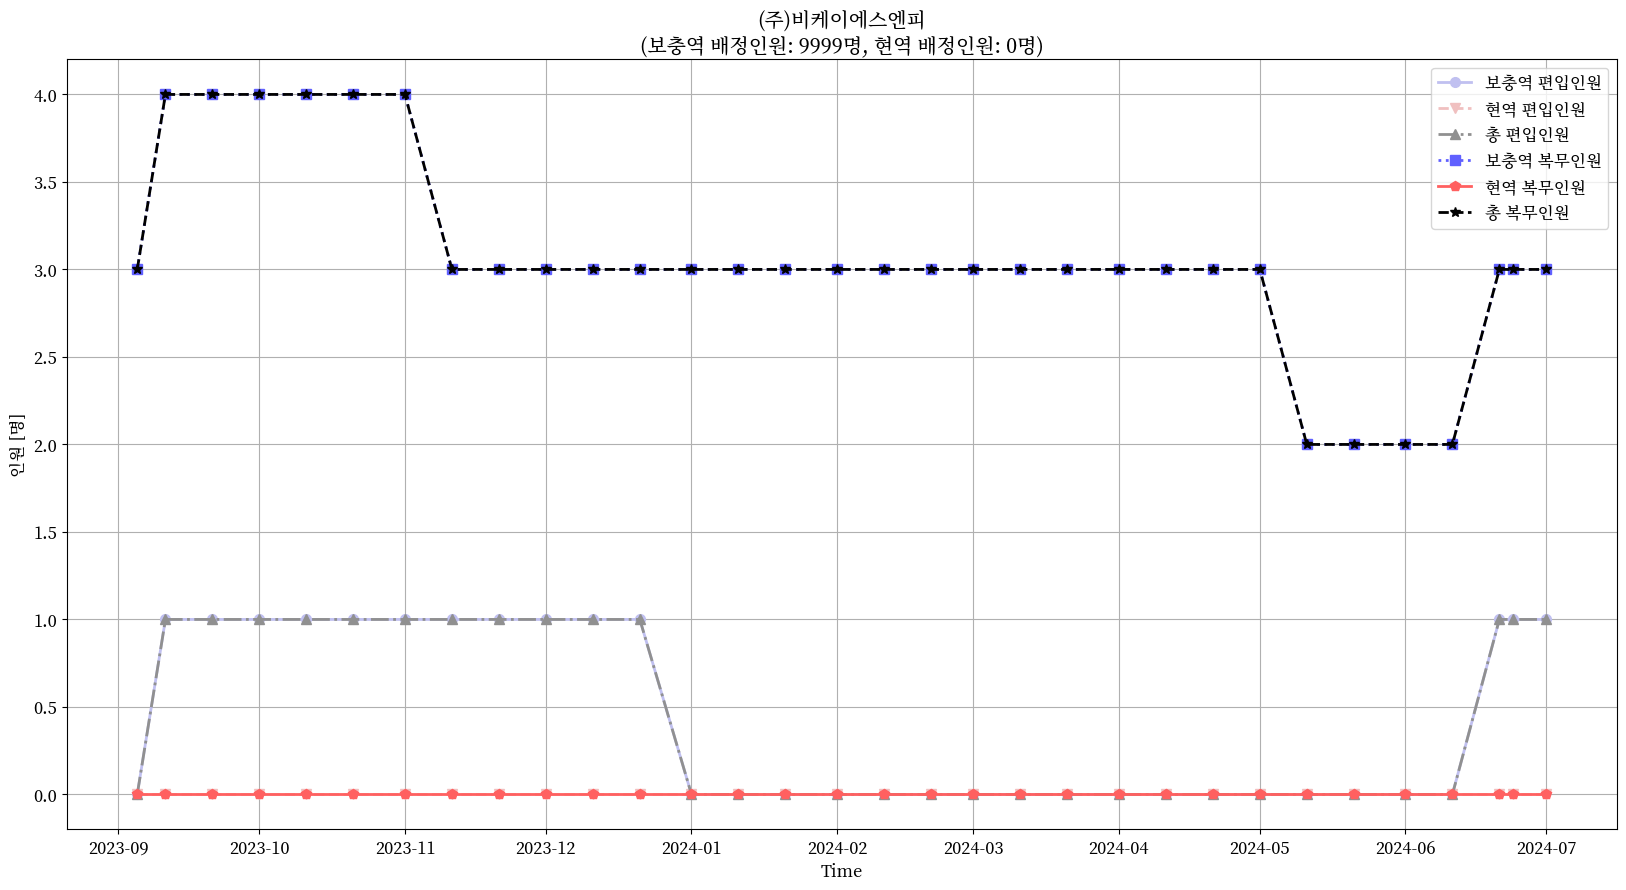 (주)비케이에스엔피
(보충역 배정인원: 9999명, 현역 배정인원: 0명)
보충역 편입인원
현역 편입인원
총 편입인원
보충역 복무인원
현역 복무인원
총 복무인원
인원 [명]
4.0
3.5
3.0
2.5
2.0
1.5
1.0
0.5
0.0
2023-09 2023-10 2023-11 2023-12 2024-01 2024-02 2024-03 2024-04 2024-05 2024-06 2024-07
Time